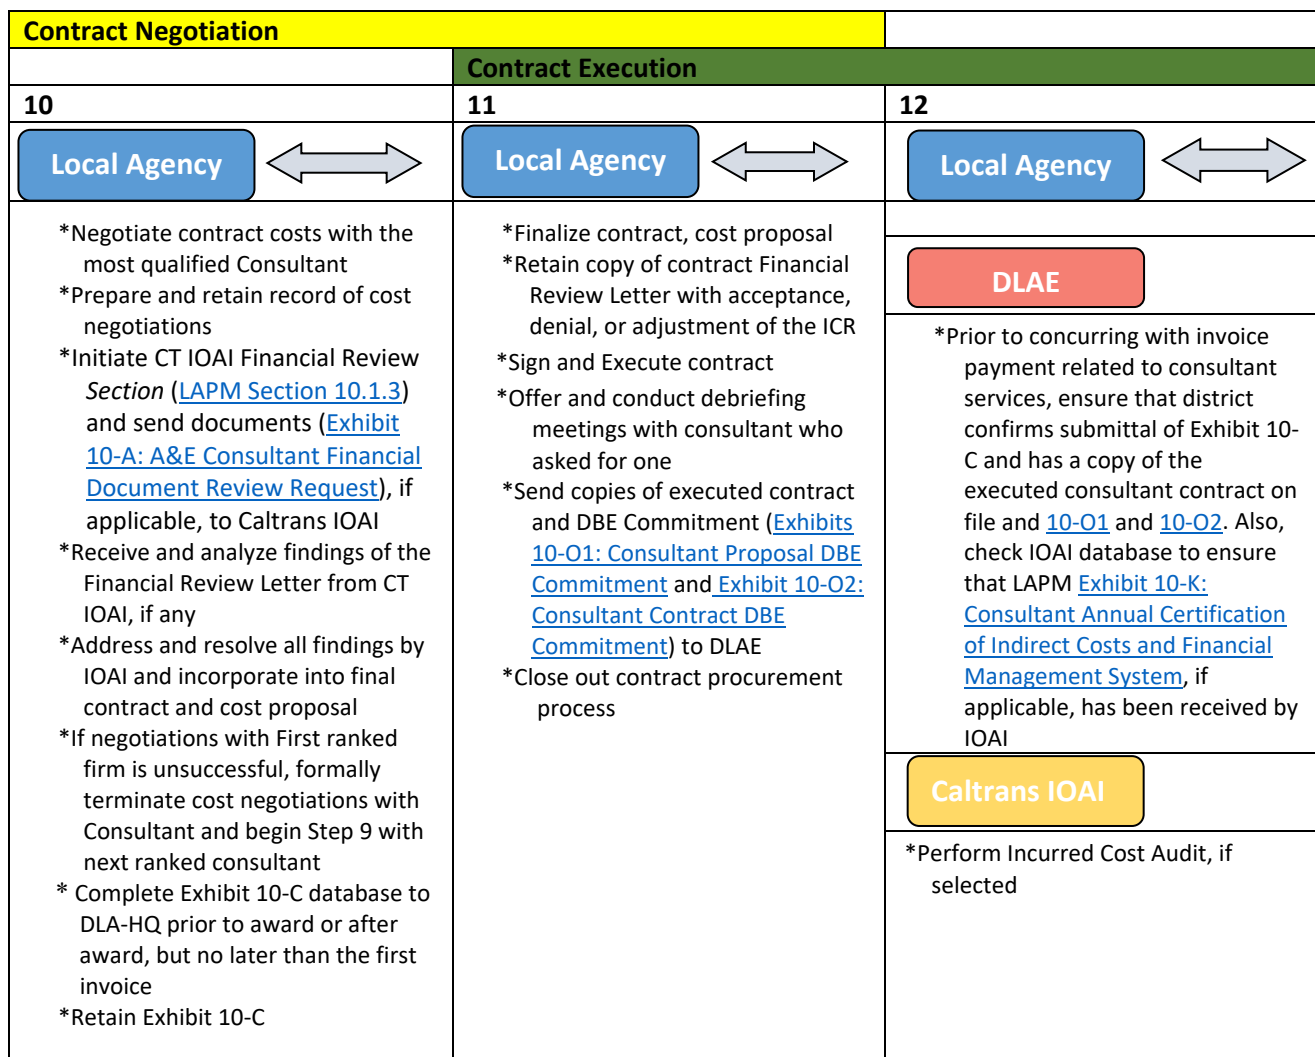 Contract Negotiation
Contract Execution
10
11
12
Local Agency
Local Agency
Local Agency
*Negotiate contract costs with the
most qualified Consultant
*Prepare and retain record of cost
negotiations
*Initiate CT IOAI Financial Review
Section (LAPM Section 10.1.3)
and send documents (Exhibit
10-A: A&E Consultant Financial
Document Review Request), if
applicable, to Caltrans IOAI
*Receive and analyze findings of the
Financial Review Letter from CT
IOAI, if any
*Address and resolve all findings by
IOAI and incorporate into final
contract and cost proposal
*If negotiations with First ranked
firm is unsuccessful, formally
terminate cost negotiations with
Consultant and begin Step 9 with
next ranked consultant
* Complete Exhibit 10-C database to
DLA-HQ prior to award or after
award, but no later than the first
invoice
*Retain Exhibit 10-C
*Finalize contract, cost proposal
*Retain copy of contract Financial
Review Letter with acceptance,
denial, or adjustment of the ICR
*Sign and Execute contract
*Offer and conduct debriefing
meetings with consultant who
asked for one
*Send copies of executed contract
and DBE Commitment (Exhibits
10-O1: Consultant Proposal DBE
Commitment and Exhibit 10-O2:
Consultant Contract DBE
Commitment) to DLAE
*Close out contract procurement
process
DLAE
*Prior to concurring with invoice
payment related to consultant
services, ensure that district
confirms submittal of Exhibit 10-
C and has a copy of the
executed consultant contract on
file and 10-O1 and 10-O2. Also,
check IOAI database to ensure
that LAPM Exhibit 10-K:
Consultant Annual Certification
of Indirect Costs and Financial
Management System, if
applicable, has been received by
IOAI
Caltrans IOAI
*Perform Incurred Cost Audit, if
selected